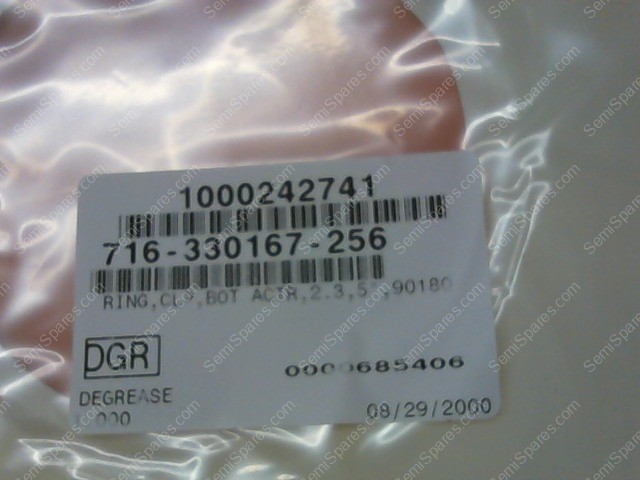 1000242741
716-330167-256
RING,CLP,BOT ACTR,2.3,5",90180
DGR
0000685406
DEGREASE
.000
08/29/2000
SemiSpares.com